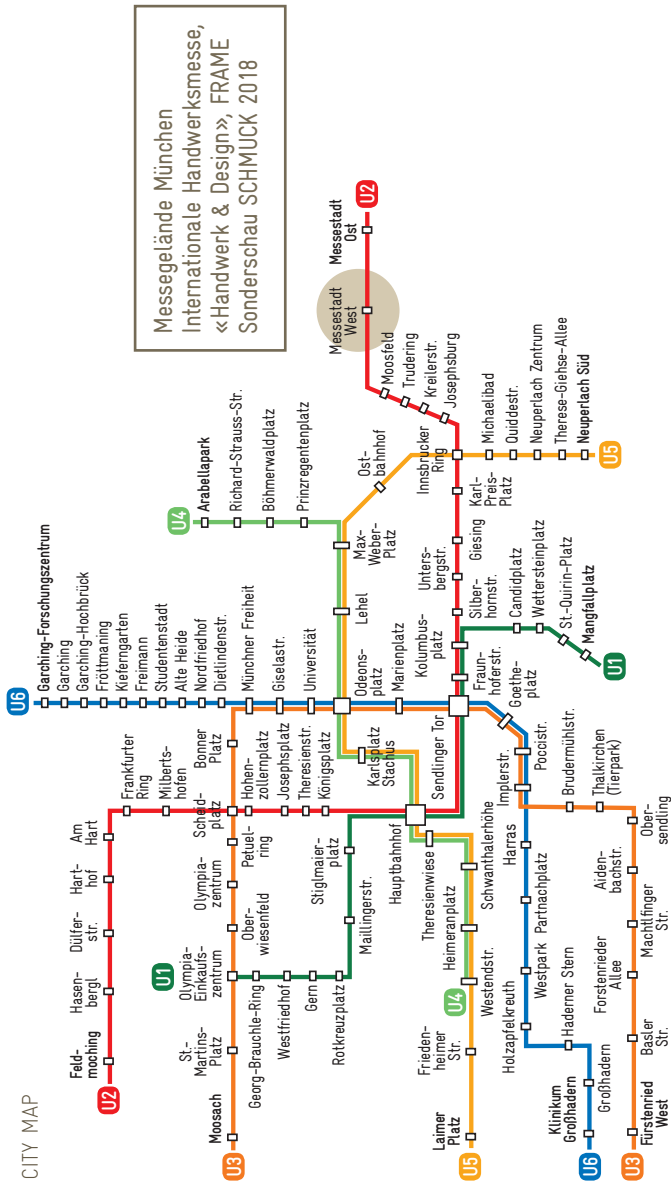 CITY MAP
Messegelände München
Internationale Handwerksmesse,
«Handwerk & Design», FRAME
Sonderschau SCHMUCK 2018
U6
Garching-Forschungszentrum
Garching
Garching-Hochbrück
Fröttmaning
Kieferngarten
Freimann
Studentenstadt
Alte Heide
Nordfriedhof
Dietlindenstr.
Münchner Freiheit
Giselastr.
Universität
Odeons-
platz
Marienplatz
Sendlinger Tor
U2
Feld-
moching
Hasen-
bergl
Dülfer-
str.
Hart-
hof
Am
Hart
Frankfurter
Ring
Milberts-
hofen
Scheid-
platz
Hohen-
zollernplatz
Josephsplatz
Theresienstr.
Königsplatz
U3
Moosach
St.-
Martins-
Platz
Olympia-
Einkaufs-
zentrum
Ober-
wiesenfeld
Olympia-
zentrum
Petuel-
ring
Bonner
Platz
U1
Georg-Brauchle-Ring
Westfriedhof
Gern
Rotkreuzplatz
Maillingerstr.
Stiglmaier-
platz
Hauptbahnhof
U4
Arabellapark
Richard-Strauss-Str.
Böhmerwaldplatz
Prinzregentenplatz
Max-
Weber-
Platz
Lehel
Karlsplatz
Stachus
Theresienwiese
Schwanthalerhöhe
Heimeranplatz
Westendstr.
U4
Frieden-
heimer
Str.
Laimer
Platz
U5
Ost-
bahnhof
Innsbrucker
Ring
Michaelibad
Quiddestr.
Neuperlach Zentrum
Therese-Giehse-Allee
Neuperlach Süd
U5
Messestadt
Ost
U2
Messestadt
West
Moosfeld
Trudering
Kreilerstr.
Josephsburg
Karl-
Preis-
Platz
Giesing
Unters-
bergstr.
Silber-
hornstr.
Kolumbus-
platz
Fraun-
hoferstr.
Candidplatz
Wettersteinplatz
St.-Quirin-Platz
Mangfallplatz
U1
Goethe-
platz
Poccistr.
Implerstr.
Harras
Partnachplatz
Westpark
Holzapfelkreuth
Haderner Stern
Großhadern
Klinikum
Großhadern
U6
Brudermühlstr.
Thalkirchen
(Tierpark)
Ober-
sendling
Aiden-
bachstr.
Machtlfinger
Str.
Forstenrieder
Allee
Basler
Str.
Fürstenried
West
U3